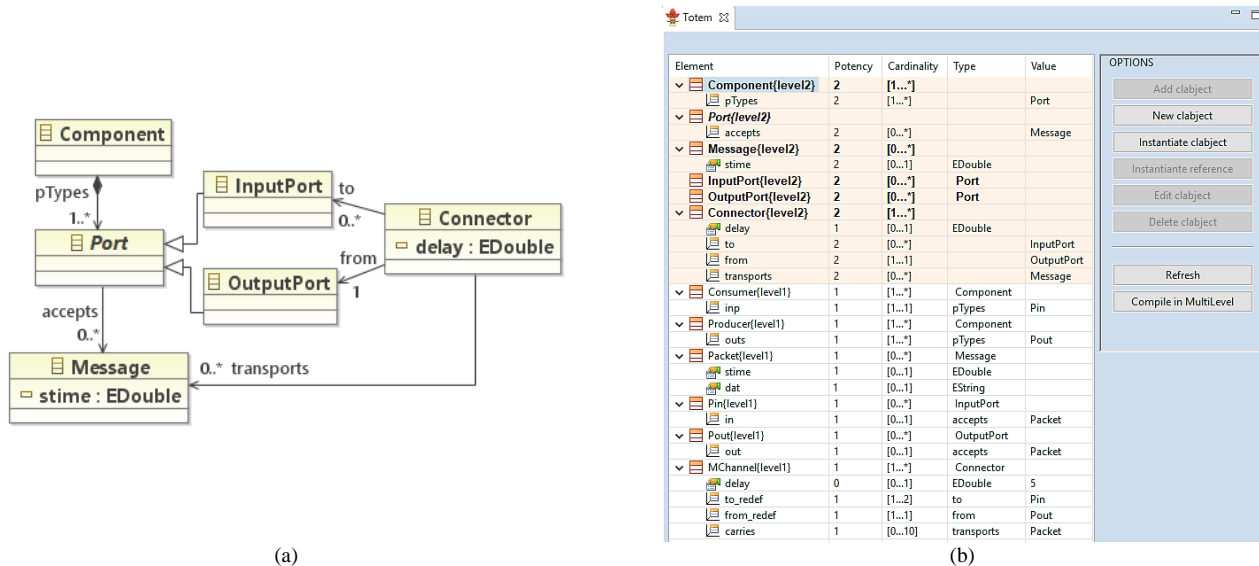 Component
pTypes
1..*
Port
accepts
0..*
Message
stime : EDouble
InputPort
to
0..*
OutputPort
from
1
Connector
delay : EDouble
0..* transports
(a)
Totem
Element Potency Cardinality Type Value
Component{level2} 2 [1...*]
pTypes 2 [1...*] Port
Port{level2}
accepts 2 [0...*] Message
Message{level2} 2 [0...*]
stime 2 [0...1] EDouble
InputPort{level2} 2 [0...*] Port
OutputPort{level2} 2 [0...*] Port
Connector{level2} 2 [1...*]
delay 1 [0...1] EDouble
to 2 [0...*] InputPort
from 2 [1...1] OutputPort
transports 2 [0...*] Message
Consumer{level1} 1 [1...*] Component
inp 1 [1...1] pTypes Pin
Producer{level1} 1 [1...*] Component
outs 1 [1...*] pTypes Pout
Packet{level1} 1 [0...*] Message
stime 1 [0...1] EDouble
dat 1 [0...1] EString
Pin{level1} 1 [0...*] InputPort
in 1 [0...1] accepts Packet
Pout{level1} 1 [0...*] OutputPort
out 1 [0...1] accepts Packet
MChannel{level1} 1 [1...*] Connector
delay 0 [0...1] EDouble 5
to_redef 1 [1...2] to Pin
from_redef 1 [1...1] from Pout
carries 1 [0...10] transports Packet
OPTIONS
Add clabject
New clabject
Instantiate clabject
Instantiante reference
Edit clabject
Delete clabject
Refresh
Compile in MultiLevel
(b)